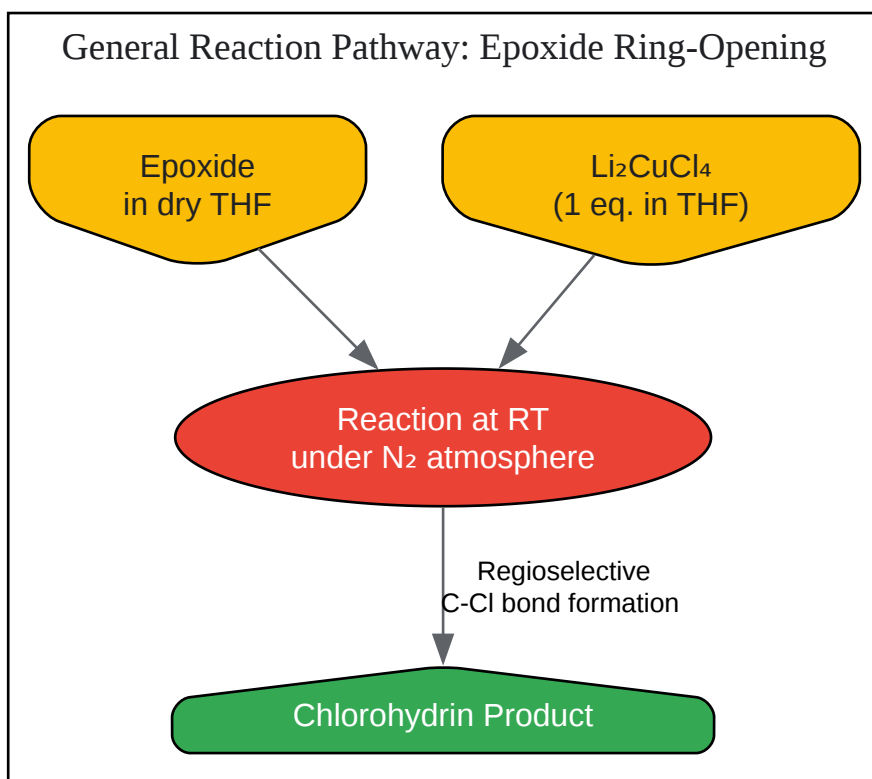 General Reaction Pathway: Epoxide Ring-Opening
Epoxide
in dry THF
Li₂CuCl₄
(1 eq. in THF)
Reaction at RT
under N₂ atmosphere
Regioselective
C-Cl bond formation
Chlorohydrin Product